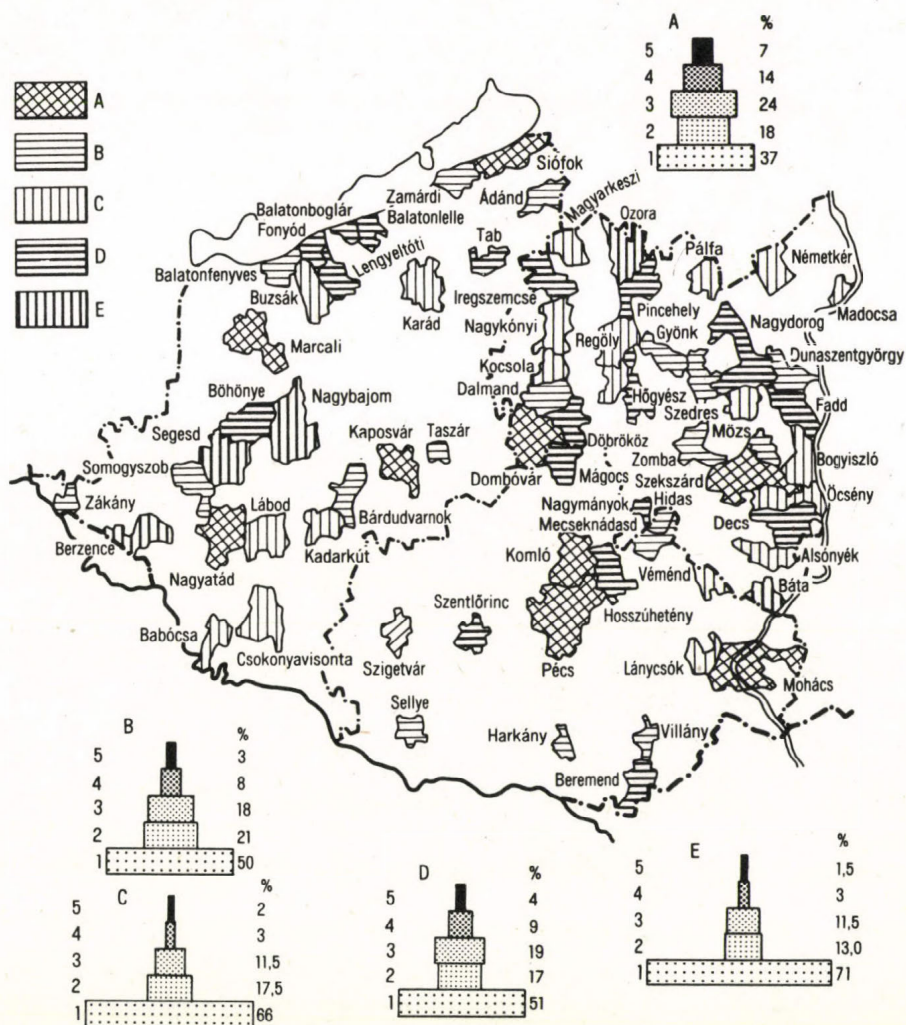 A %
5 7
4 14
3 24
2 18
1 37
A
B
C
D
E
Siófok
Zamárdi
Ádánd
Magyarkeszi
Balatonboglár
Balatonlelle
Ozora
Fonyód
Tab
Pálfa
Németkér
Lengyeltóti
Balatonfenyves
Buzsák
Karád
Iregszemcse
Pincehely
Madocsa
Nagykónyi
Regöly
Gyönk
Nagydorog
Marcali
Kocsola
Dunaszentgyörgy
Dalmand
Böhönye
Nagybajom
Hőgyész
Szedres
Fadd
Segesd
Kaposvár
Taszár
Döbrököz
Mözs
Somogyszob
Zomba
Bogyiszló
Dombóvár
Mágocs
Szekszárd
Zákány
Lábod
Nagymányok
Hidas
Öcsény
Bárdudvarnok
Mecseknádasd
Decs
Berzence
Kadarkút
Komló
Alsónyék
Nagyatád
Véménd
Báta
Szentlőrinc
Hosszúhetény
Babócsa
Csokonyavisonta
Szigetvár
Pécs
Lánycsók
Mohács
Sellye
Harkány
Villány
Beremend
B %
5 3
4 8
3 18
2 21
1 50
C %
5 2
4 3
3 11,5
2 17,5
1 66
D %
5 4
4 9
3 19
2 17
1 51
E %
5 1,5
4 3
3 11,5
2 13,0
1 71